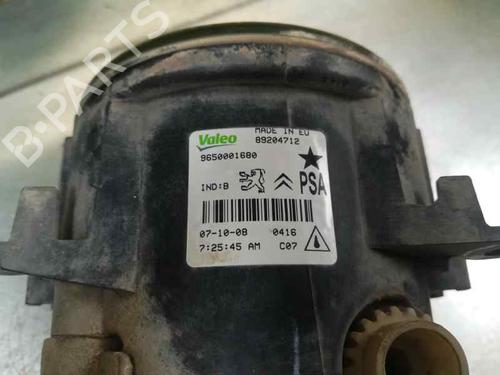 B-PARTS
Valeo
MADE IN EU
89204712
9650001680
IND:B
PSA
07-10-08 0416
7:25:45 AM C07